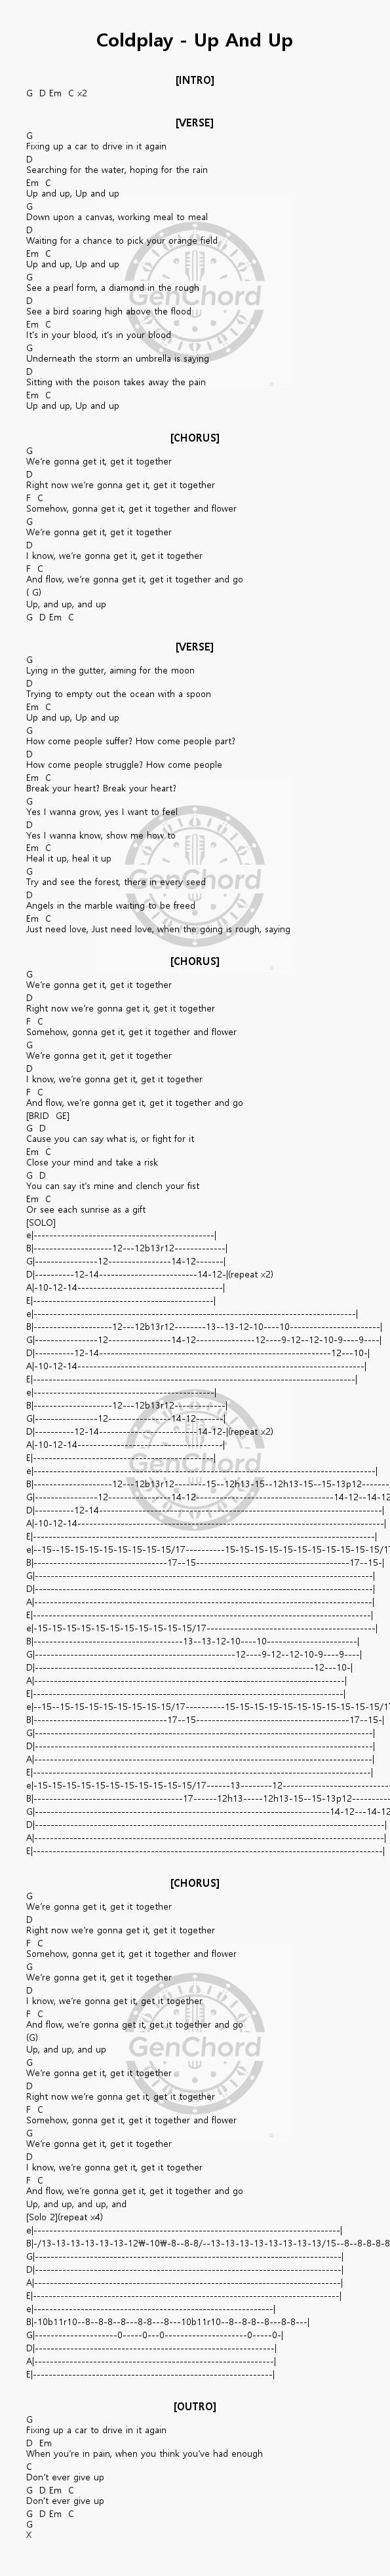 Coldplay - Up And Up
[INTRO]
G D Em C x2
[VERSE]
G
Fixing up a car to drive in it again
D
Searching for the water, hoping for the rain
Em C
Up and up, Up and up
G
Down upon a canvas, working meal to meal
D
Waiting for a chance to pick your orange field
Em C
Up and up, Up and up
G
See a pearl form, a diamond in the rough
D
See a bird soaring high above the flood
Em C
It's in your blood, it's in your blood
G
Underneath the storm an umbrella is saying
D
Sitting with the poison takes away the pain
Em C
Up and up, Up and up
[CHORUS]
G
We're gonna get it, get it together
D
Right now we're gonna get it, get it together
F C
Somehow, gonna get it, get it together and flower
G
We're gonna get it, get it together
D
I know, we're gonna get it, get it together
F C
And flow, we're gonna get it, get it together and go
( G)
Up, and up, and up
G D Em C
[VERSE]
G
Lying in the gutter, aiming for the moon
D
Trying to empty out the ocean with a spoon
Em C
Up and up, Up and up
G
How come people suffer? How come people part?
D
How come people struggle? How come people
Em C
Break your heart? Break your heart?
G
Yes I wanna grow, yes I want to feel
D
Yes I wanna know, show me how to
Em C
Heal it up, heal it up
G
Try and see the forest, there in every seed
D
Angels in the marble waiting to be freed
Em C
Just need love, Just need love, when the going is rough, saying
[CHORUS]
G
We're gonna get it, get it together
D
Right now we're gonna get it, get it together
F C
Somehow, gonna get it, get it together and flower
G
We're gonna get it, get it together
D
I know, we're gonna get it, get it together
F C
And flow, we're gonna get it, get it together and go
[BRID GE]
G D
Cause you can say what is, or fight for it
Em C
Close your mind and take a risk
G D
You can say it's mine and clench your fist
Em C
Or see each sunrise as a gift
[SOLO]
e|----------------------------------------------|
B|--------------------12---12b13r12-------------|
G|----------------12----------------14-12-------|
D|----------12-14-------------------------14-12-|(repeat x2)
A|-10-12-14-------------------------------------|
E|----------------------------------------------|
e|----------------------------------------------------------------------------------|
B|--------------------12---12b13r12--------13--13-12-10----10-----------------------|
G|----------------12----------------14-12---------------12----9-12--12-10-9----9----|
D|----------12-14-----------------------------------------------------------12---10-|
A|-10-12-14-------------------------------------------------------------------------|
E|----------------------------------------------------------------------------------|
e|----------------------------------------------|
B|--------------------12---12b13r12-------------|
G|----------------12----------------14-12-------|
D|----------12-14-------------------------14-12-|(repeat x2)
A|-10-12-14-------------------------------------|
E|----------------------------------------------|
e|---------------------------------------------------------------------------------------|
B|--------------------12---12b13r12--------15--12h13-15--12h13-15--15-13p12-------
G|----------------12----------------14-12-----------------------------------14-12--14-12
D|----------12-14------------------------------------------------------------------------|
A|-10-12-14------------------------------------------------------------------------------|
E|---------------------------------------------------------------------------------------|
e|--15--15-15-15-15-15-15-15-15-15/17----------15-15-15-15-15-15-15-15-15-15-15-15/17
B|----------------------------------17--15---------------------------------------17--15-|
G|--------------------------------------------------------------------------------------|
D|--------------------------------------------------------------------------------------|
A|--------------------------------------------------------------------------------------|
E|--------------------------------------------------------------------------------------|
e|-15-15-15-15-15-15-15-15-15-15-15-15/17-------------------------------------------|
B|--------------------------------------13--13-12-10----10-----------------------|
G|---------------------------------------------------12----9-12--12-10-9----9----|
D|-----------------------------------------------------------------------12---10-|
A|-------------------------------------------------------------------------------|
E|-------------------------------------------------------------------------------|
e|--15--15-15-15-15-15-15-15-15-15/17----------15-15-15-15-15-15-15-15-15-15-15-15/17
B|----------------------------------17--15---------------------------------------17--15-|
G|--------------------------------------------------------------------------------------|
D|--------------------------------------------------------------------------------------|
A|--------------------------------------------------------------------------------------|
E|--------------------------------------------------------------------------------------|
e|-15-15-15-15-15-15-15-15-15-15-15-15/17------13--------12---------------------------
B|--------------------------------------17------12h13-----12h13-15--15-13p12----------
G|---------------------------------------------------------------------------14-12---14-12
D|-----------------------------------------------------------------------------------------|
A|-----------------------------------------------------------------------------------------|
E|-----------------------------------------------------------------------------------------|
[CHORUS]
G
We're gonna get it, get it together
D
Right now we're gonna get it, get it together
F C
Somehow, gonna get it, get it together and flower
G
We're gonna get it, get it together
D
I know, we're gonna get it, get it together
F C
And flow, we're gonna get it, get it together and go
(G)
Up, and up, and up
G
We're gonna get it, get it together
D
Right now we're gonna get it, get it together
F C
Somehow, gonna get it, get it together and flower
G
We're gonna get it, get it together
D
I know, we're gonna get it, get it together
F C
And flow, we're gonna get it, get it together and go
Up, and up, and up, and
[Solo 2](repeat x4)
e|------------------------------------------------------------------------------|
B|-/13-13-13-13-13-13-12₩-10₩-8--8-8/--13-13-13-13-13-13-13-13/15--8--8-8-8-8
G|------------------------------------------------------------------------------|
D|------------------------------------------------------------------------------|
A|------------------------------------------------------------------------------|
E|------------------------------------------------------------------------------|
e|-------------------------------------------------------------|
B|-10b11r10--8--8-8--8---8-8---8---10b11r10--8--8-8--8---8-8---|
G|---------------------0-----0---0---------------------0-----0-|
D|-------------------------------------------------------------|
A|-------------------------------------------------------------|
E|-------------------------------------------------------------|
[OUTRO]
G
Fixing up a car to drive in it again
D Em
When you're in pain, when you think you've had enough
C
Don't ever give up
G D Em C
Don't ever give up
G D Em C
G
X
GenChord
GenChord
GenChord
GenChord